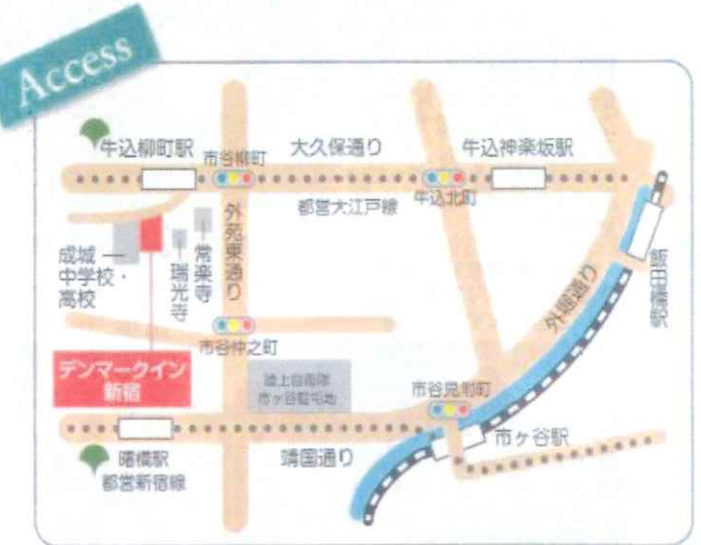 Access
牛込柳町駅
市谷柳町
大久保通り
牛込神楽坂駅
牛込北町
都営大江戸線
外苑東通り
常楽寺
瑞光寺
成城
中学校・
高校
飯田橋駅
外堀通り
市谷仲之町
デンマークイン
新宿
陸上自衛隊
市ヶ谷駐屯地
市谷見附町
市ヶ谷駅
曙橋駅
都営新宿線
靖国通り